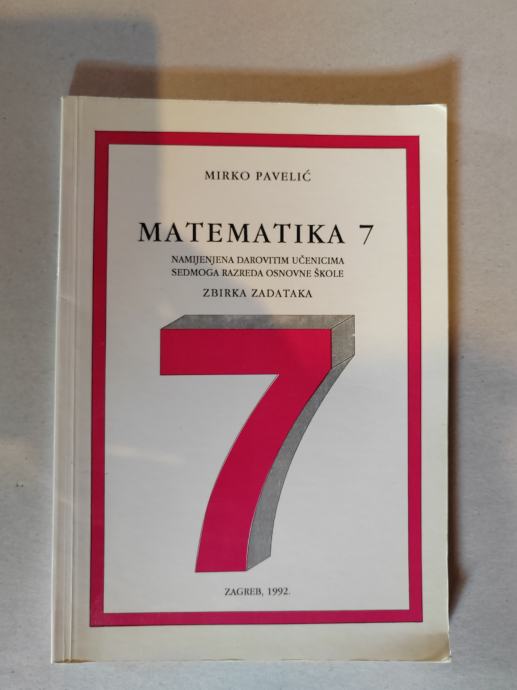 MIRKO PAVELIĆ
MATEMATIKA 7
NAMIJENJENA DAROVITIM UČENICIMA
SEDMOGA RAZREDA OSNOVNE ŠKOLE
ZBIRKA ZADATAKA
7
ZAGREB, 1992.